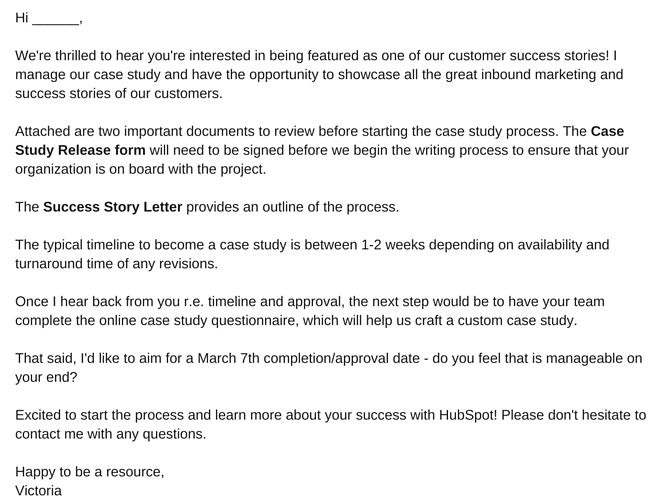 Hi ______,
We're thrilled to hear you're interested in being featured as one of our customer success stories! I
manage our case study and have the opportunity to showcase all the great inbound marketing and
success stories of our customers.
Attached are two important documents to review before starting the case study process. The Case
Study Release form will need to be signed before we begin the writing process to ensure that your
organization is on board with the project.
The Success Story Letter provides an outline of the process.
The typical timeline to become a case study is between 1-2 weeks depending on availability and
turnaround time of any revisions.
Once I hear back from you r.e. timeline and approval, the next step would be to have your team
complete the online case study questionnaire, which will help us craft a custom case study.
That said, I'd like to aim for a March 7th completion/approval date - do you feel that is manageable on
your end?
Excited to start the process and learn more about your success with HubSpot! Please don't hesitate to
contact me with any questions.
Happy to be a resource,
Victoria